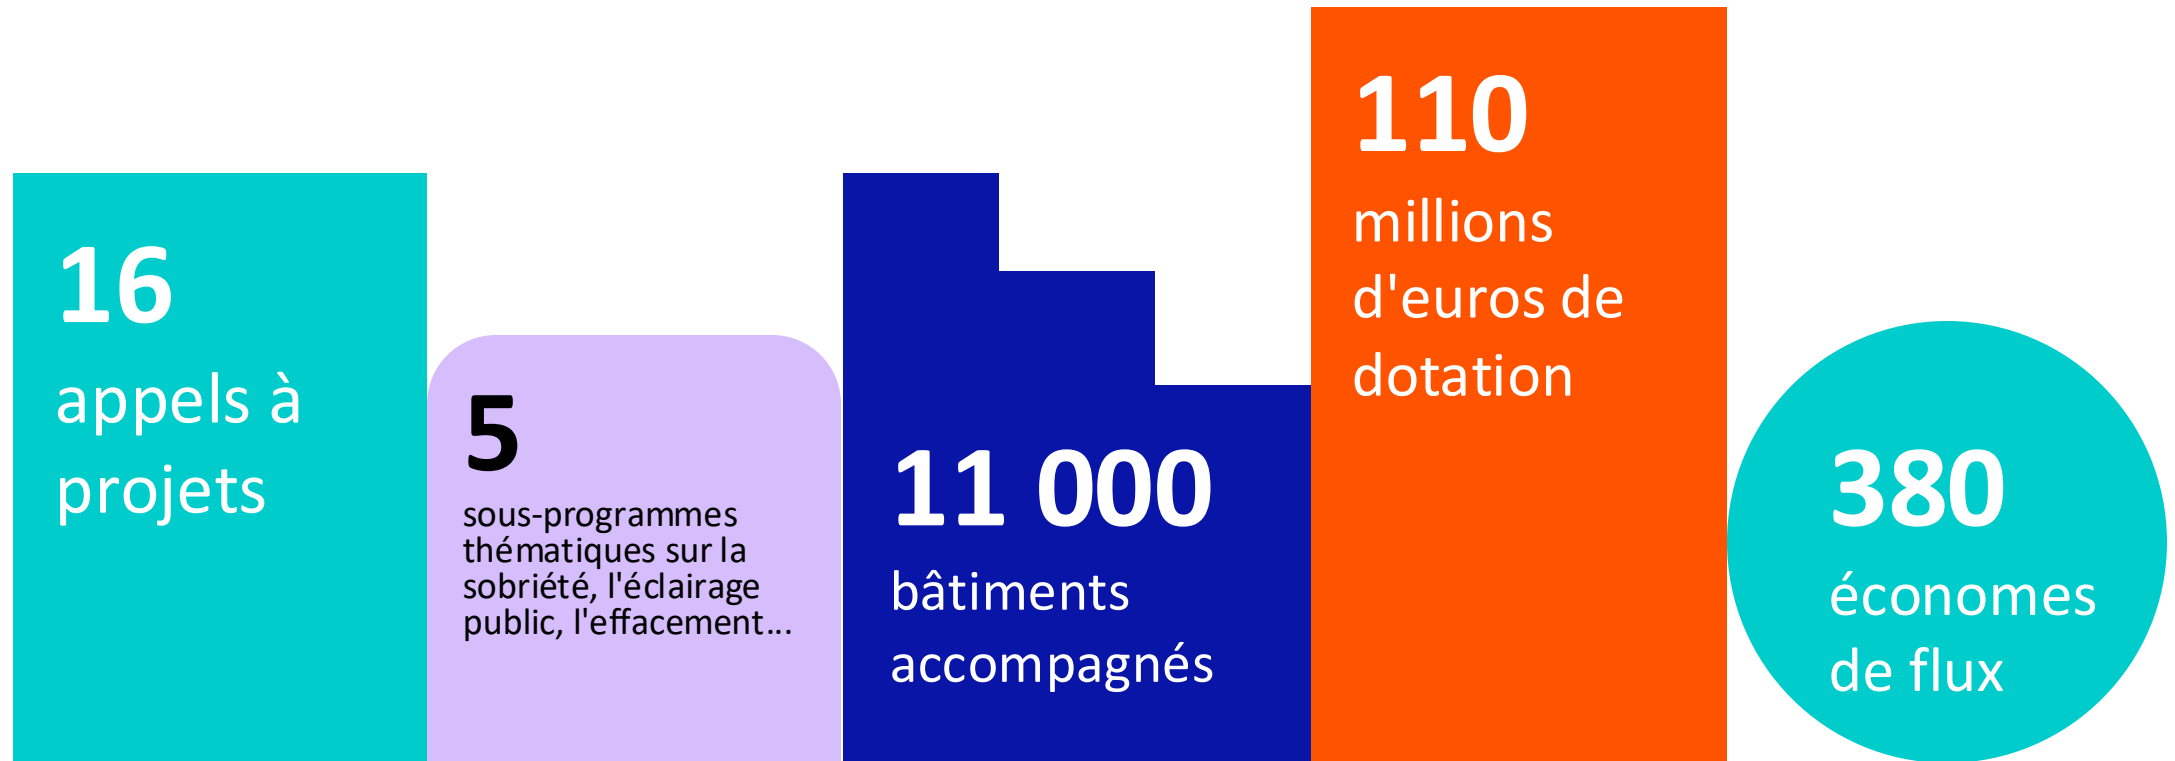 16
appels à
projets
5
sous-programmes
thématiques sur la
sobriété, l'éclairage
public, l'effacement...
11 000
bâtiments
accompagnés
110
millions
d'euros de
dotation
380
économes
de flux